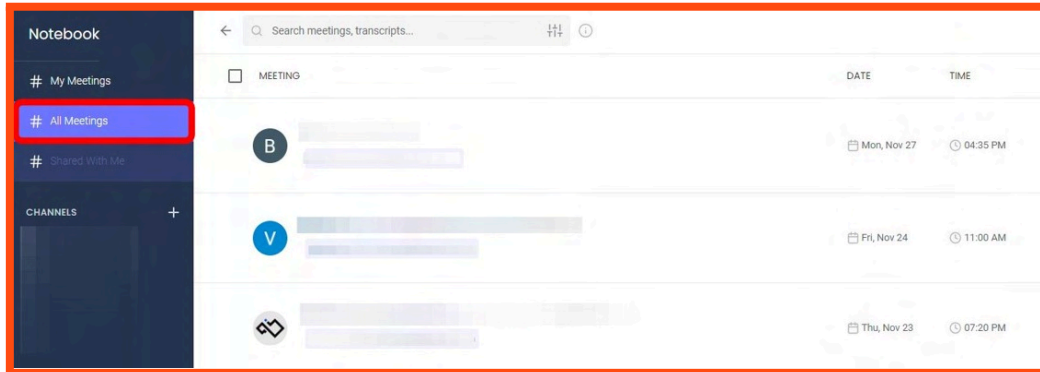 Notebook
Search meetings, transcripts...
# My Meetings
MEETING
DATE
TIME
# All Meetings
B
Mon, Nov 27
04:35 PM
# Shared With Me
CHANNELS +
V
Fri, Nov 24
11:00 AM
Thu, Nov 23
07:20 PM